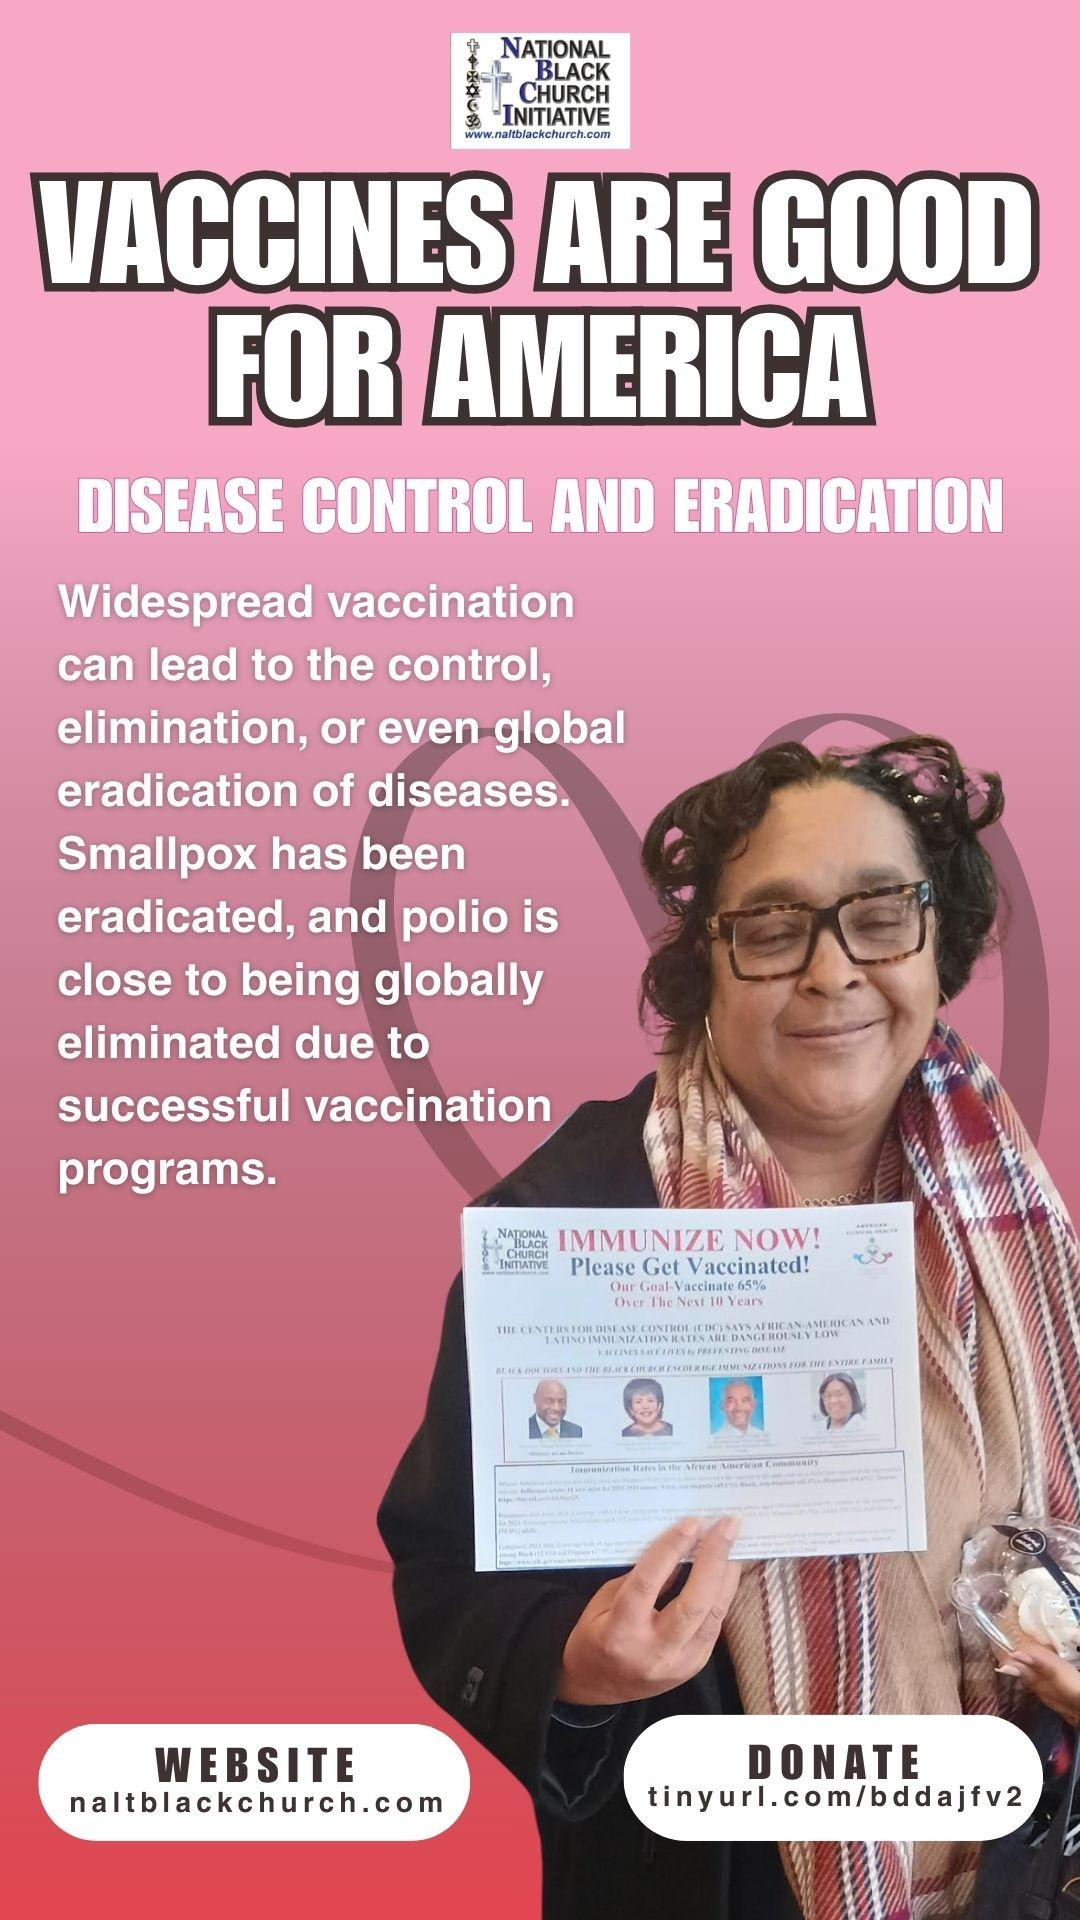 NATIONAL
BLACK
CHURCH
INITIATIVE
www.naltblackchurch.com
VACCINES ARE GOOD
FOR AMERICA
DISEASE CONTROL AND ERADICATION
Widespread vaccination
can lead to the control,
elimination, or even global
eradication of diseases.
Smallpox has been
eradicated, and polio is
close to being globally
eliminated due to
successful vaccination
programs.
NATIONAL
BLACK
CHURCH
INITIATIVE
IMMUNIZE NOW!
Please Get Vaccinated!
Our Goal-Vaccinate 65%
Over The Next 10 Years
AMERICAN
CLINICAL HEALTH
THE CENTERS FOR DISEASE CONTROL (CDC) SAYS AFRICAN-AMERICAN AND
LATINO IMMUNIZATION RATES ARE DANGEROUSLY LOW
VACCINES SAVE LIVES by PREVENTING DISEASE
BLACK DOCTORS AND THE BLACK CHURCH ENCOURAGE IMMUNIZATIONS FOR THE ENTIRE FAMILY
Immunization Rates in the African American Community
WEBSITE
naltblackchurch.com
DONATE
tinyurl.com/bddajfv2